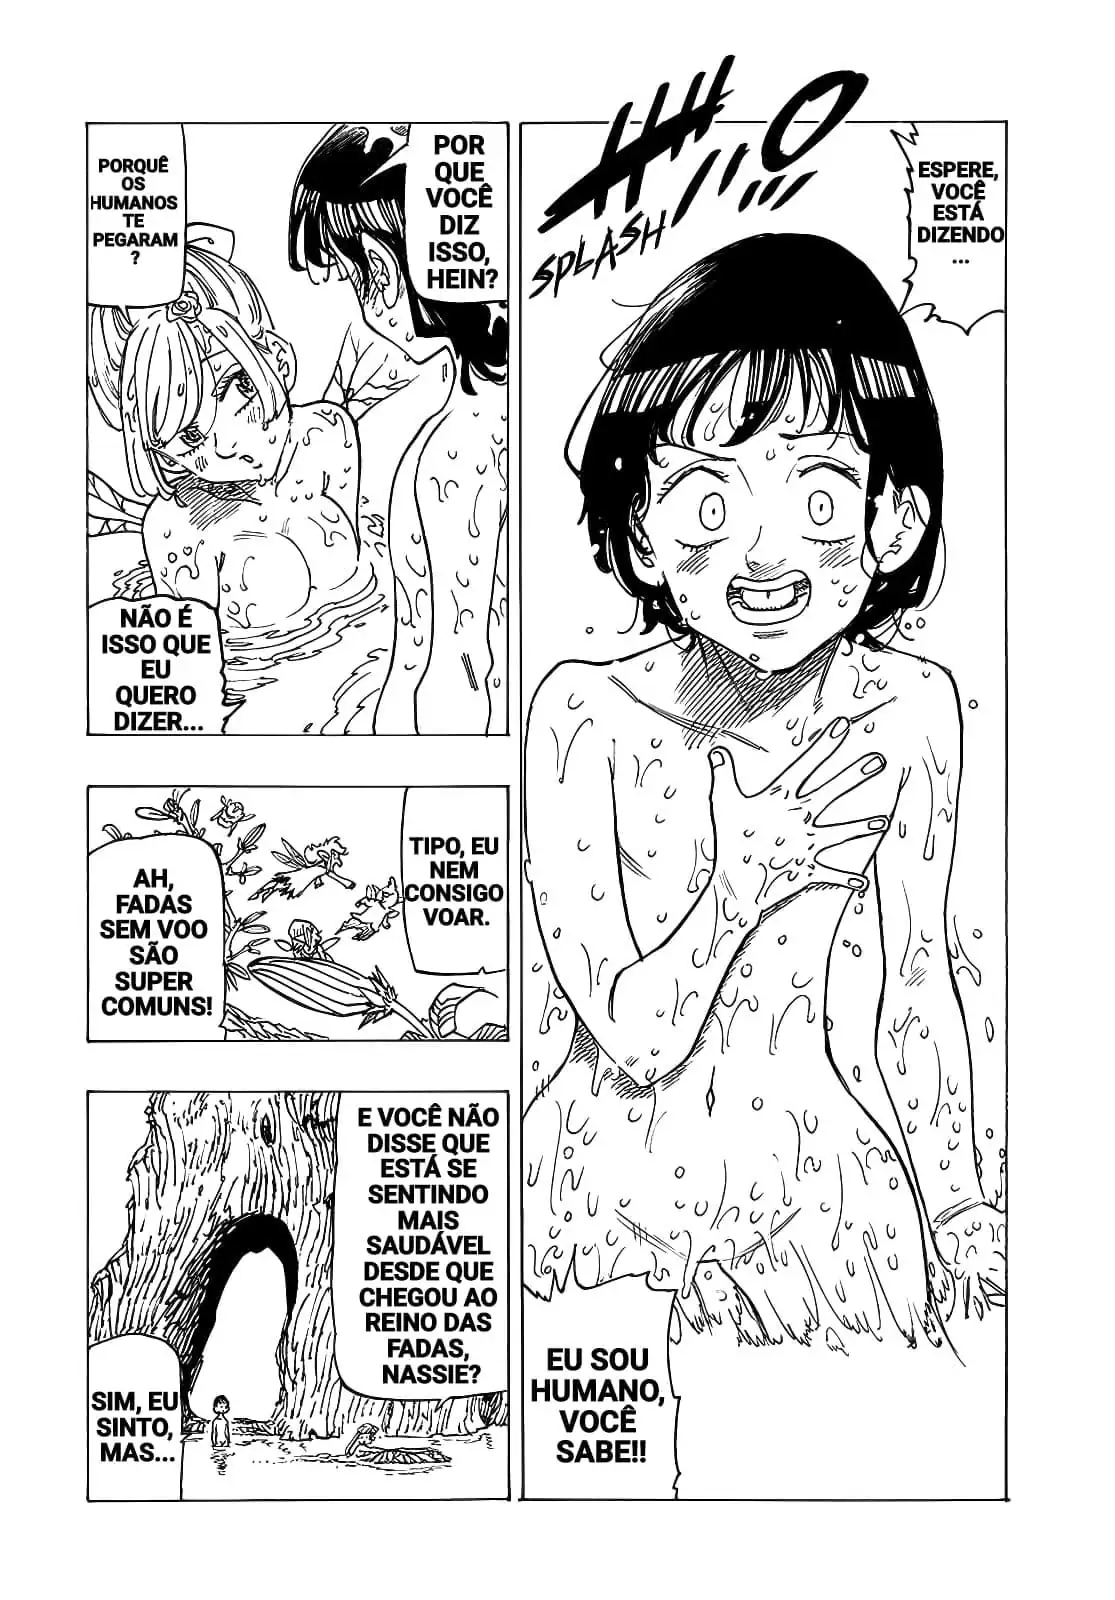 ESPERE,
VOCÊ
ESTÁ
DIZENDO
...
SPLASH
EU SOU
HUMANO,
VOCÊ
SABE!!
POR
QUE
VOCÊ
DIZ
ISSO,
HEIN?
PORQUÊ
OS
HUMANOS
TE
PEGARAM
?
NÃO É
ISSO QUE
EU
QUERO
DIZER...
TIPO, EU
NEM
CONSIGO
VOAR.
AH,
FADAS
SEM VOO
SÃO
SUPER
COMUNS!
E VOCÊ NÃO
DISSE QUE
ESTÁ SE
SENTINDO
MAIS
SAUDÁVEL
DESDE QUE
CHEGOU AO
REINO DAS
FADAS,
NASSIE?
SIM, EU
SINTO,
MAS...